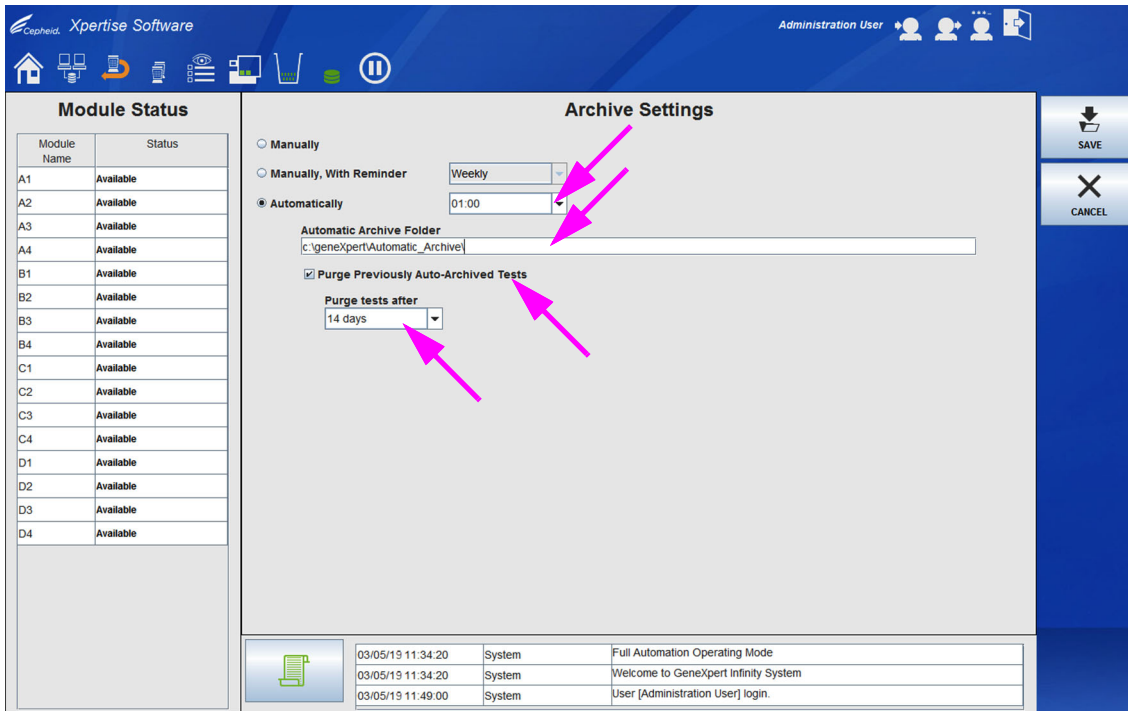 Cepheid. Xpertise Software
Administration User
Module Status
Module Name Status
A1 Available
A2 Available
A3 Available
A4 Available
B1 Available
B2 Available
B3 Available
B4 Available
C1 Available
C2 Available
C3 Available
C4 Available
D1 Available
D2 Available
D3 Available
D4 Available
Archive Settings
Manually
Manually, With Reminder Weekly
Automatically 01:00
Automatic Archive Folder
c:\geneXpert\Automatic_Archive\
Purge Previously Auto-Archived Tests
Purge tests after
14 days
03/05/19 11:34:20 System Full Automation Operating Mode
03/05/19 11:34:20 System Welcome to GeneXpert Infinity System
03/05/19 11:49:00 System User [Administration User] login.
SAVE
CANCEL